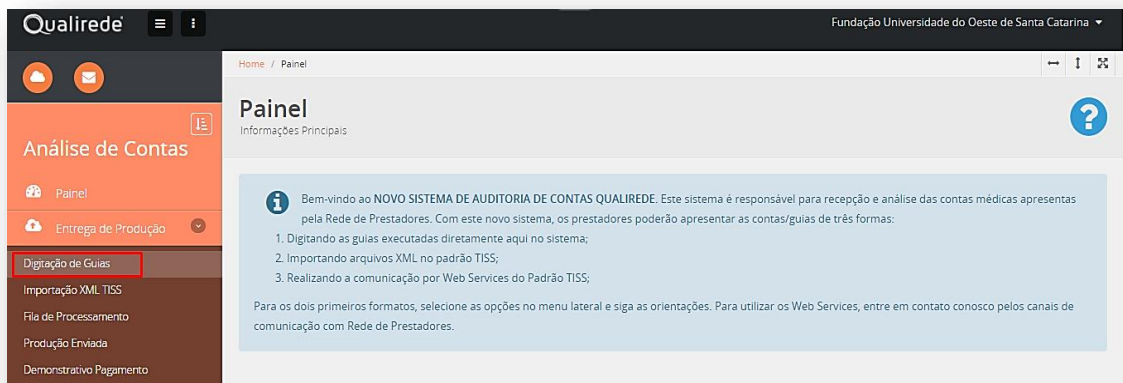 Qualirede
Fundação Universidade do Oeste de Santa Catarina
Home / Painel
Painel
Informações Principais
Análise de Contas
Painel
Entrega de Produção
Digitação de Guias
Importação XML TISS
Fila de Processamento
Produção Enviada
Demonstrativo Pagamento
Bem-vindo ao NOVO SISTEMA DE AUDITORIA DE CONTAS QUALIREDE. Este sistema é responsável para recepção e análise das contas médicas apresentas
pela Rede de Prestadores. Com este novo sistema, os prestadores poderão apresentar as contas/guias de três formas:
1. Digitando as guias executadas diretamente aqui no sistema;
2. Importando arquivos XML no padrão TISS;
3. Realizando a comunicação por Web Services do Padrão TISS;
Para os dois primeiros formatos, selecione as opções no menu lateral e siga as orientações. Para utilizar os Web Services, entre em contato conosco pelos canais de
comunicação com Rede de Prestadores.